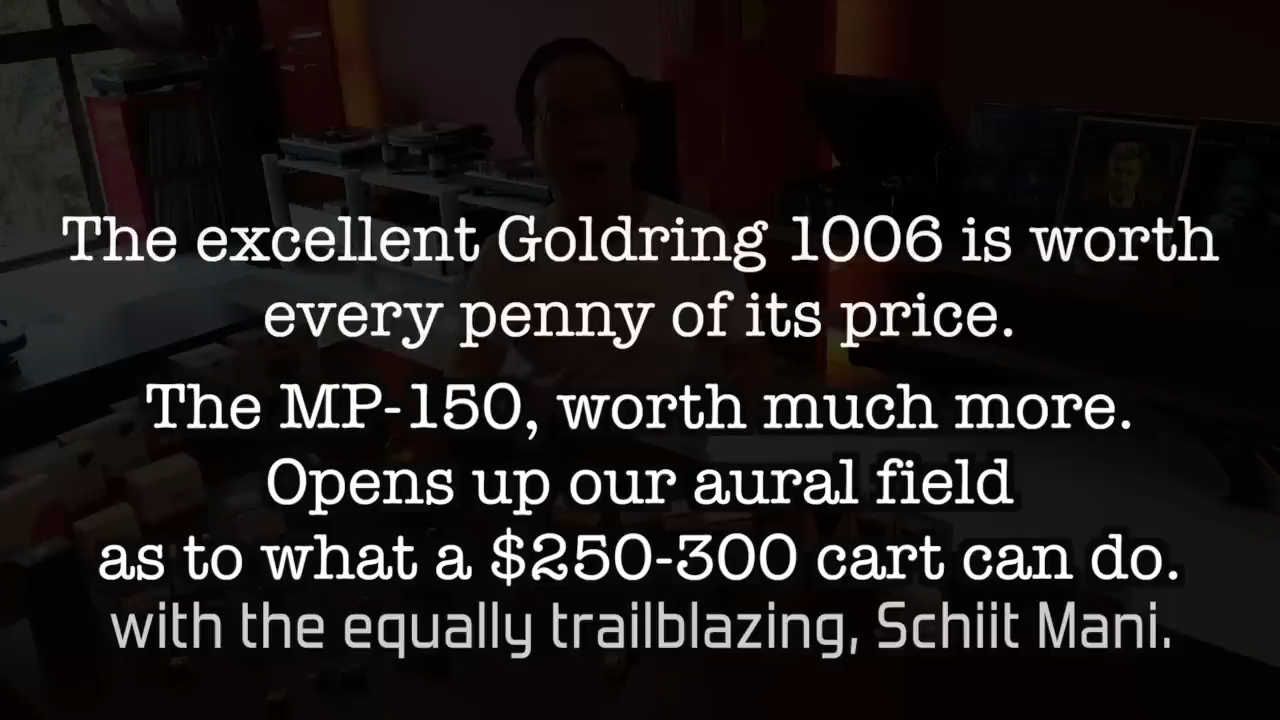 The excellent Goldring 1006 is worth
every penny of its price.
The MP-150, worth much more.
Opens up our aural field
as to what a $250-300 cart can do.
with the equally trailblazing, Schiit Mani.